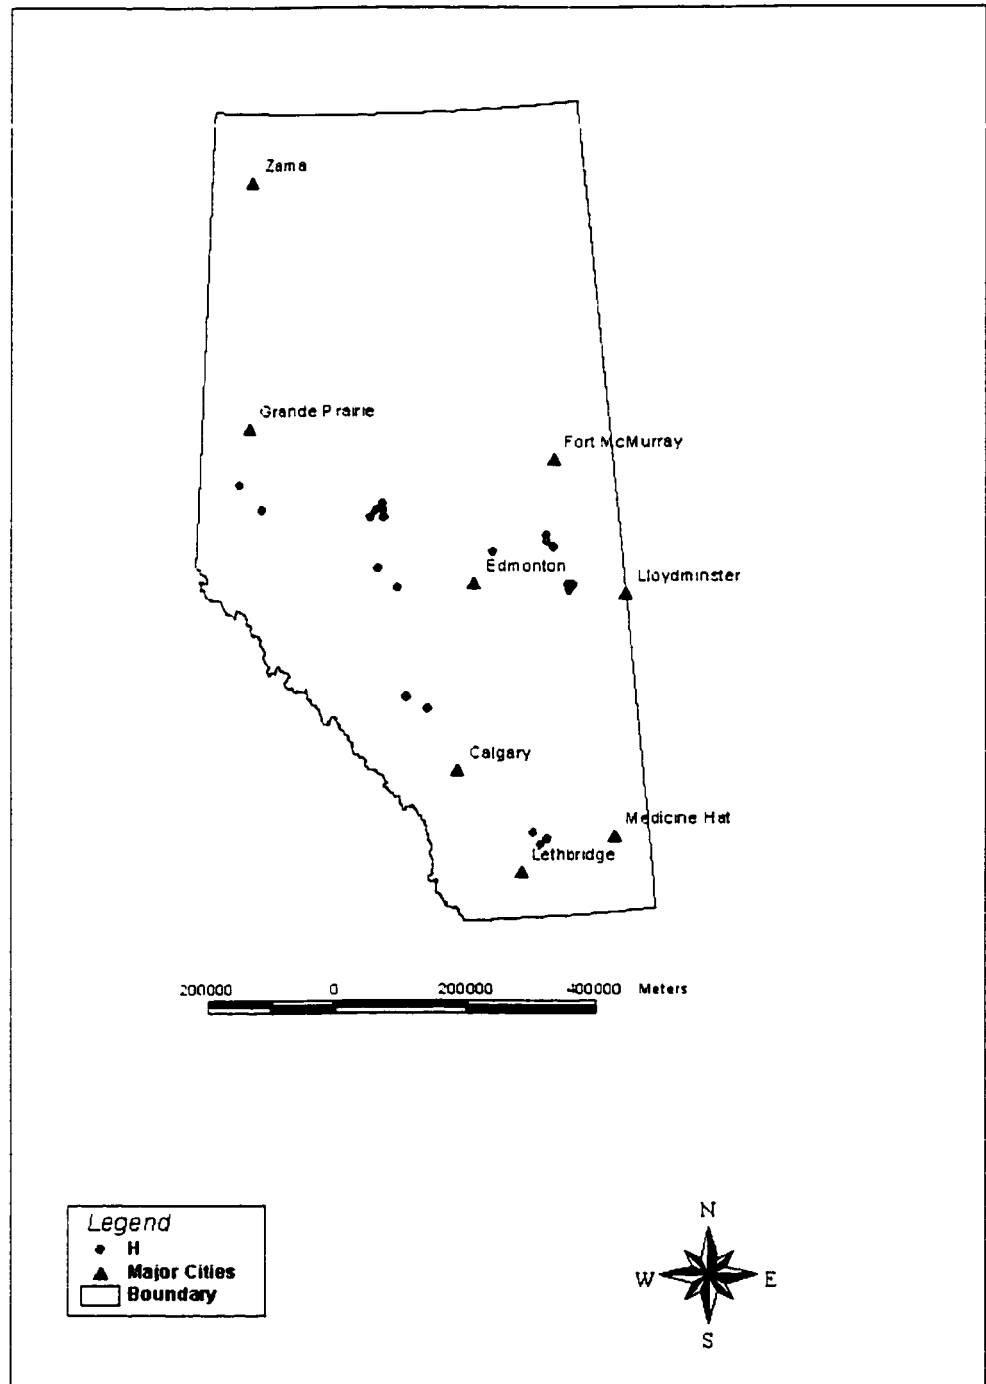 Zama
Grande Prairie
Fort McMurray
Edmonton
Lloydminster
Calgary
Medicine Hat
Lethbridge
200000 0 200000 400000 Meters
Legend
H
Major Cities
Boundary
N
W E
S